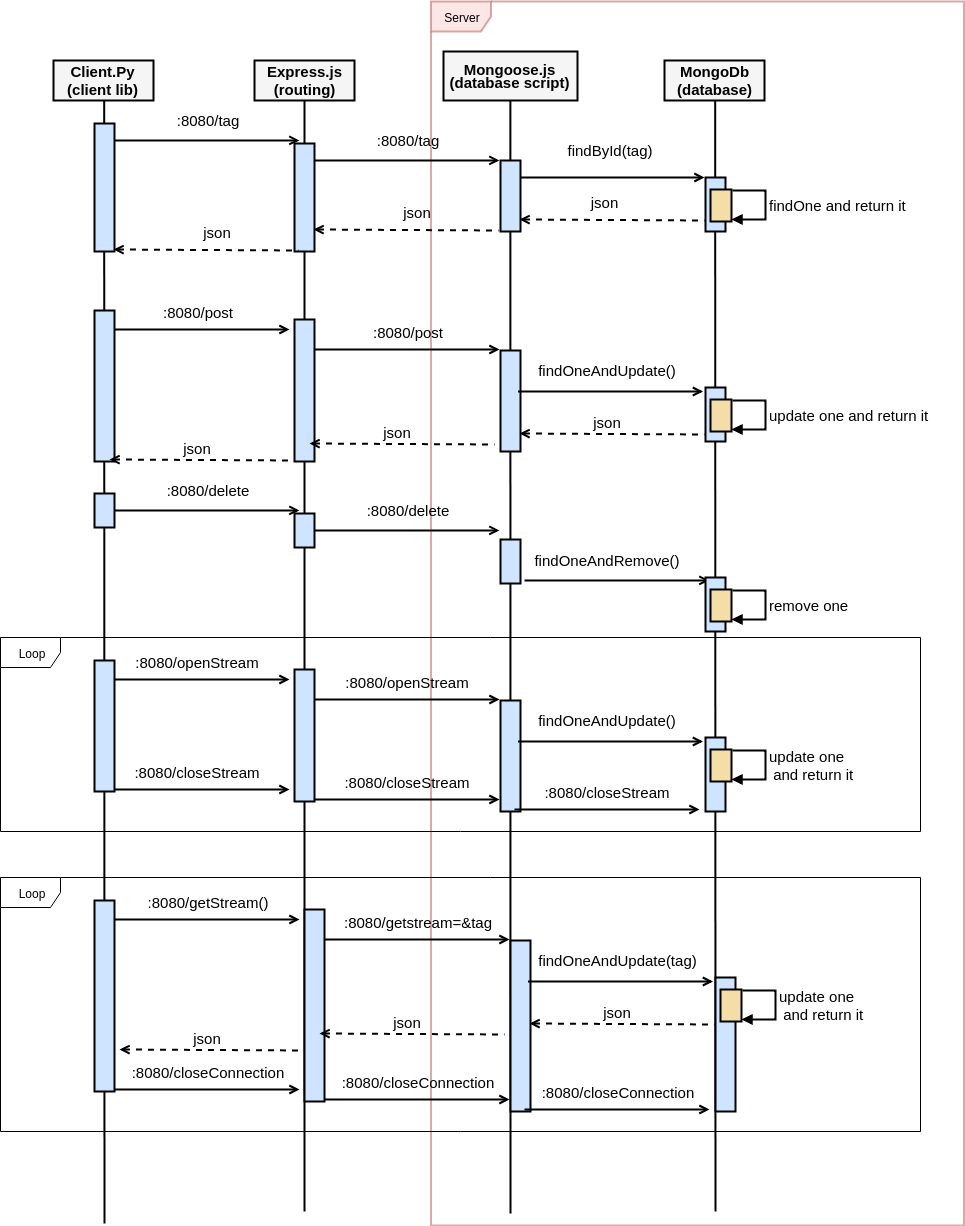 Server
Client.Py
(client lib)
Express.js
(routing)
Mongoose.js
(database script)
MongoDb
(database)
:8080/tag
:8080/tag
findById(tag)
findOne and return it
json
json
json
:8080/post
:8080/post
findOneAndUpdate()
update one and return it
json
json
json
:8080/delete
:8080/delete
findOneAndRemove()
remove one
Loop
:8080/openStream
:8080/openStream
findOneAndUpdate()
update one
and return it
:8080/closeStream
:8080/closeStream
:8080/closeStream
Loop
:8080/getStream()
:8080/getstream=&tag
findOneAndUpdate(tag)
update one
and return it
json
json
json
:8080/closeConnection
:8080/closeConnection
:8080/closeConnection